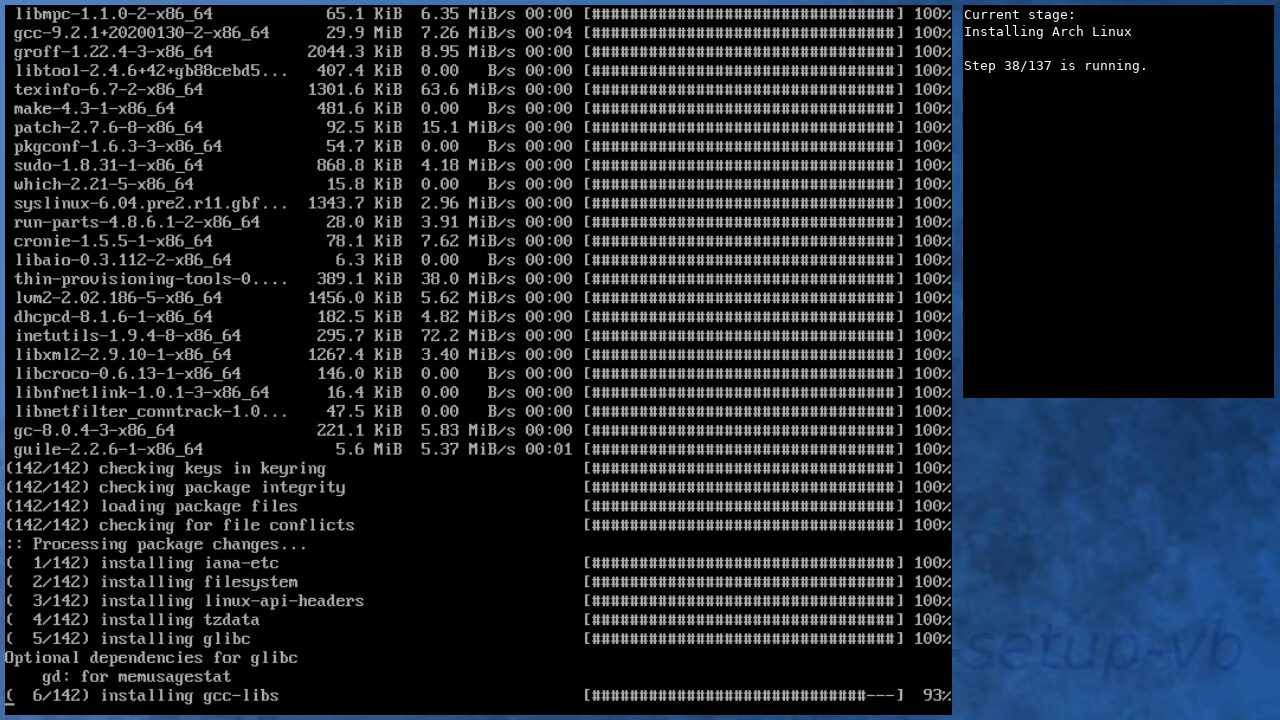 libmpc-1.1.0-2-x86_64 65.1 KiB 6.35 MiB/s 00:00 [################################] 100%
gcc-9.2.1+20200130-2-x86_64 29.9 MiB 7.26 MiB/s 00:04 [################################] 100%
groff-1.22.4-3-x86_64 2044.3 KiB 8.95 MiB/s 00:00 [################################] 100%
libtool-2.4.6+42+gb88cebd5... 407.4 KiB 0.00 B/s 00:00 [################################] 100%
texinfo-6.7-2-x86_64 1301.6 KiB 63.6 MiB/s 00:00 [################################] 100%
make-4.3-1-x86_64 481.6 KiB 0.00 B/s 00:00 [################################] 100%
patch-2.7.6-8-x86_64 92.5 KiB 15.1 MiB/s 00:00 [################################] 100%
pkgconf-1.6.3-3-x86_64 54.7 KiB 0.00 B/s 00:00 [################################] 100%
sudo-1.8.31-1-x86_64 868.8 KiB 4.18 MiB/s 00:00 [################################] 100%
which-2.21-5-x86_64 15.8 KiB 0.00 B/s 00:00 [################################] 100%
syslinux-6.04.pre2.r11.gbf... 1343.7 KiB 2.96 MiB/s 00:00 [################################] 100%
run-parts-4.8.6.1-2-x86_64 28.0 KiB 3.91 MiB/s 00:00 [################################] 100%
cronie-1.5.5-1-x86_64 78.1 KiB 7.62 MiB/s 00:00 [################################] 100%
libaio-0.3.112-2-x86_64 6.3 KiB 0.00 B/s 00:00 [################################] 100%
thin-provisioning-tools-0.... 389.1 KiB 38.0 MiB/s 00:00 [################################] 100%
lvm2-2.02.186-5-x86_64 1456.0 KiB 5.62 MiB/s 00:00 [################################] 100%
dhcpcd-8.1.6-1-x86_64 182.5 KiB 4.82 MiB/s 00:00 [################################] 100%
inetutils-1.9.4-8-x86_64 295.7 KiB 72.2 MiB/s 00:00 [################################] 100%
libxml2-2.9.10-1-x86_64 1267.4 KiB 3.40 MiB/s 00:00 [################################] 100%
libcroco-0.6.13-1-x86_64 146.0 KiB 0.00 B/s 00:00 [################################] 100%
libnfnetlink-1.0.1-3-x86_64 16.4 KiB 0.00 B/s 00:00 [################################] 100%
libnetfilter_conntrack-1.0... 47.5 KiB 0.00 B/s 00:00 [################################] 100%
gc-8.0.4-3-x86_64 221.1 KiB 5.83 MiB/s 00:00 [################################] 100%
guile-2.2.6-1-x86_64 5.6 MiB 5.37 MiB/s 00:01 [################################] 100%
(142/142) checking keys in keyring [################################] 100%
(142/142) checking package integrity [################################] 100%
(142/142) loading package files [################################] 100%
(142/142) checking for file conflicts [################################] 100%
:: Processing package changes...
( 1/142) installing iana-etc [################################] 100%
( 2/142) installing filesystem [################################] 100%
( 3/142) installing linux-api-headers [################################] 100%
( 4/142) installing tzdata [################################] 100%
( 5/142) installing glibc [################################] 100%
Optional dependencies for glibc
gd: for memusagestat
( 6/142) installing gcc-libs [#############################---] 93%
Current stage:
Installing Arch Linux
Step 38/137 is running.
setup-vb